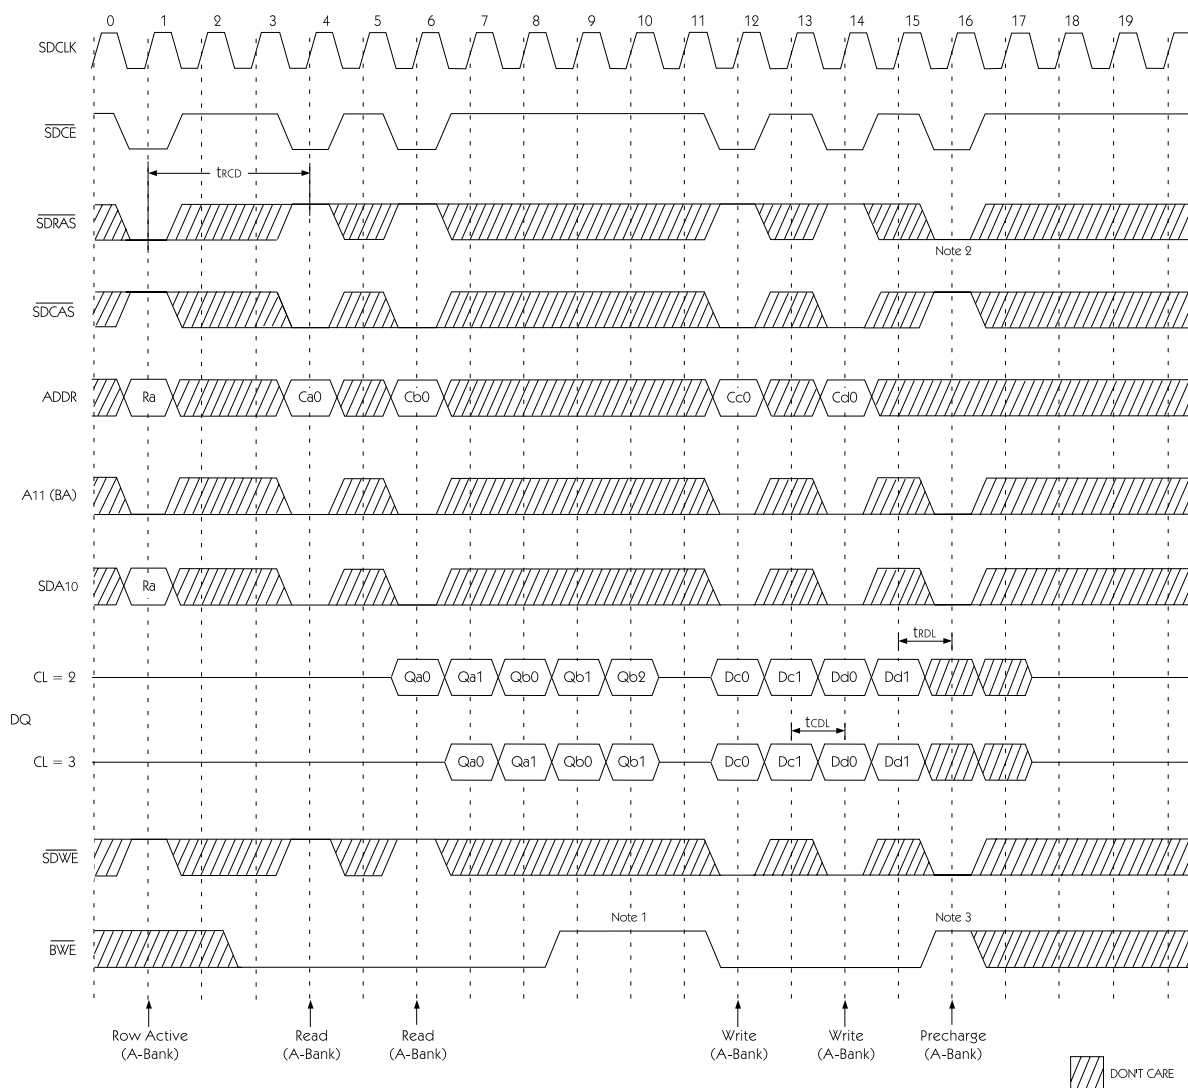 0 1 2 3 4 5 6 7 8 9 10 11 12 13 14 15 16 17 18 19
SDCLK
SDCE
tRCD
SDRAS
Note 2
SDCAS
ADDR Ra Ca0 Cb0 Cc0 Cd0
A11 (BA)
SDA10 Ra
tRDL
CL = 2 Qa0 Qa1 Qb0 Qb1 Qb2 Dc0 Dc1 Dd0 Dd1
DQ
tCDL
CL = 3 Qa0 Qa1 Qb0 Qb1 Dc0 Dc1 Dd0 Dd1
SDWE
Note 1 Note 3
BWE
Row Active Read Read Write Write Precharge
(A-Bank) (A-Bank) (A-Bank) (A-Bank) (A-Bank) (A-Bank)
DON'T CARE